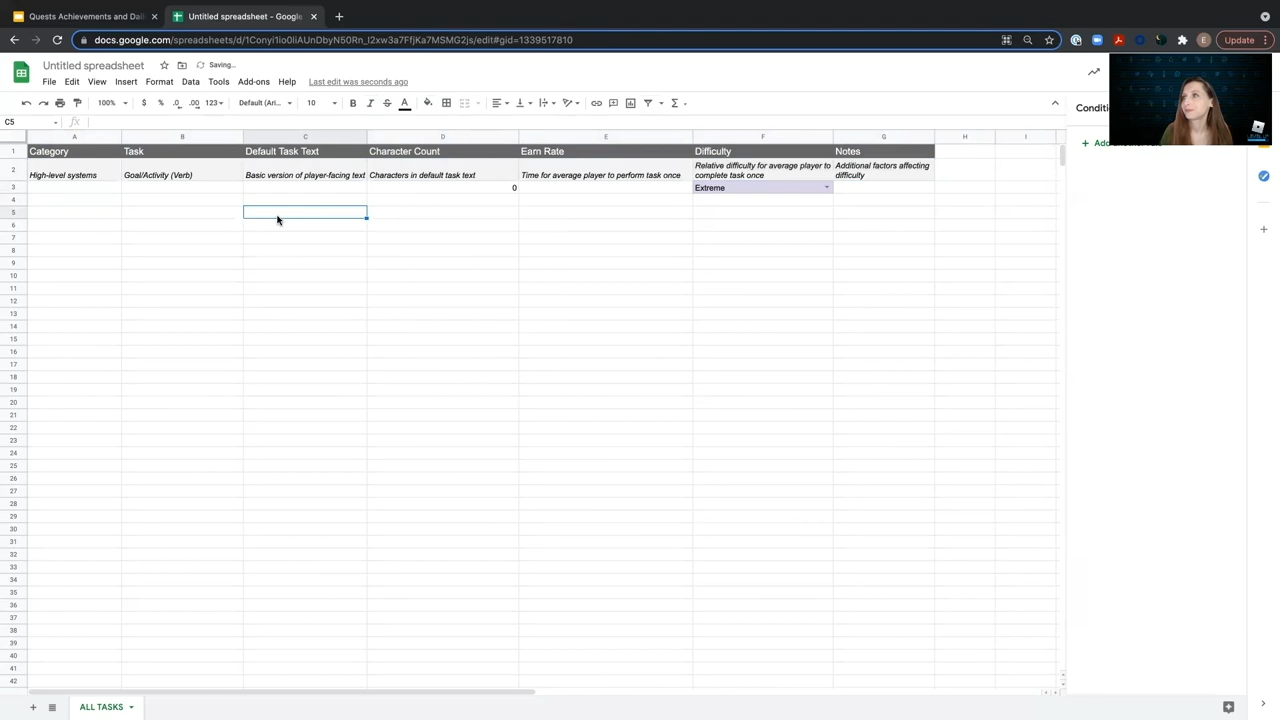 Quests Achievements and Dail
Untitled spreadsheet - Google
docs.google.com/spreadsheets/d/1Conyi1io0liAUnDbyN50Rn_I2xw3a7FfjKa7MSMG2js/edit#gid=1339517810
Update
Untitled spreadsheet
Saving...
File Edit View Insert Format Data Tools Add-ons Help Last edit was seconds ago
100% $ % .0 .00 123 Default (Ari... 10 B I S A
C5 fx
Conditio
A B C D E F G H I
1 Category Task Default Task Text Character Count Earn Rate Difficulty Notes
Relative difficulty for average player to Additional factors affecting
2 High-level systems Goal/Activity (Verb) Basic version of player-facing text Characters in default task text Time for average player to perform task once complete task once difficulty
3 0 Extreme
4
5
6
7
8
9
10
11
12
13
14
15
16
17
18
19
20
21
22
23
24
25
26
27
28
29
30
31
32
33
34
35
36
37
38
39
40
41
42
ALL TASKS